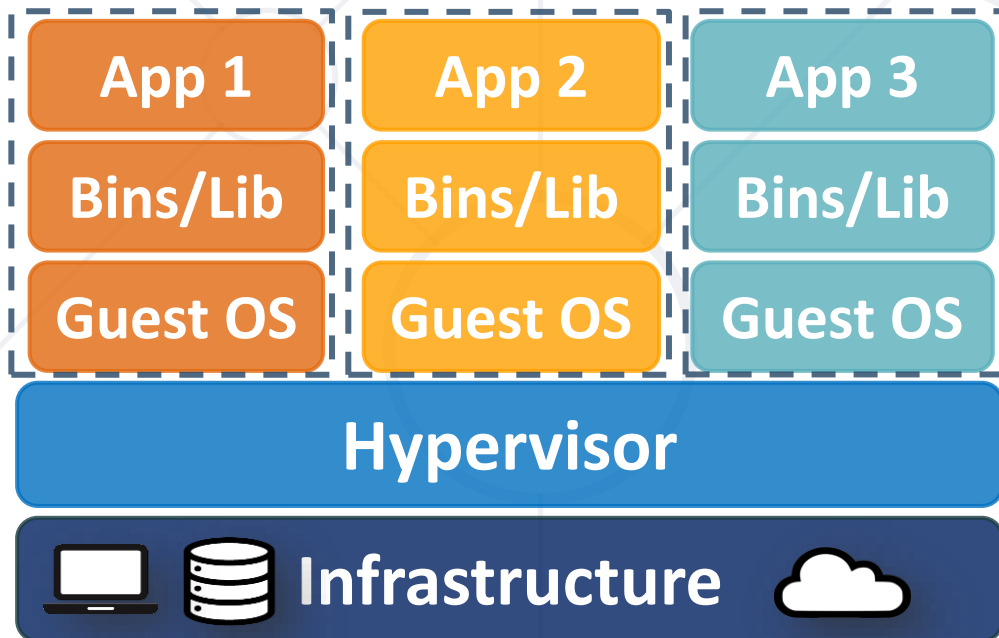 App 1
App 2
App 3
Bins/Lib
Bins/Lib
Bins/Lib
Guest OS
Guest OS
Guest OS
Hypervisor
Infrastructure